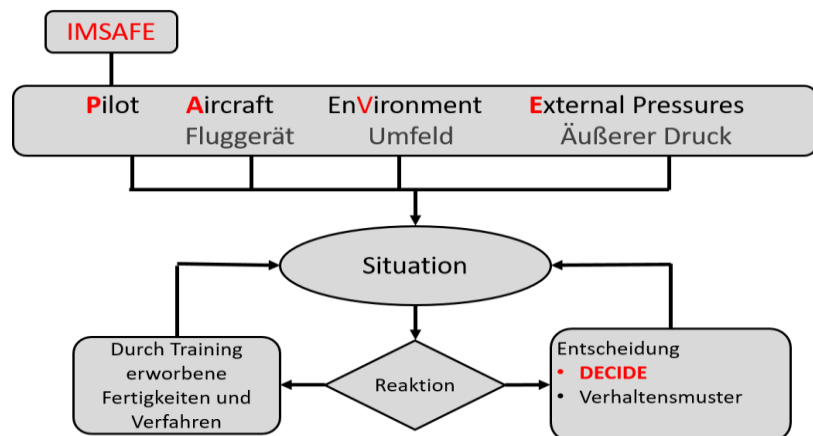 IMSAFE
Pilot Aircraft EnVironment External Pressures
Fluggerät Umfeld Äußerer Druck
Situation
Durch Training
erworbene
Fertigkeiten und
Verfahren
Reaktion
Entscheidung
• DECIDE
• Verhaltensmuster